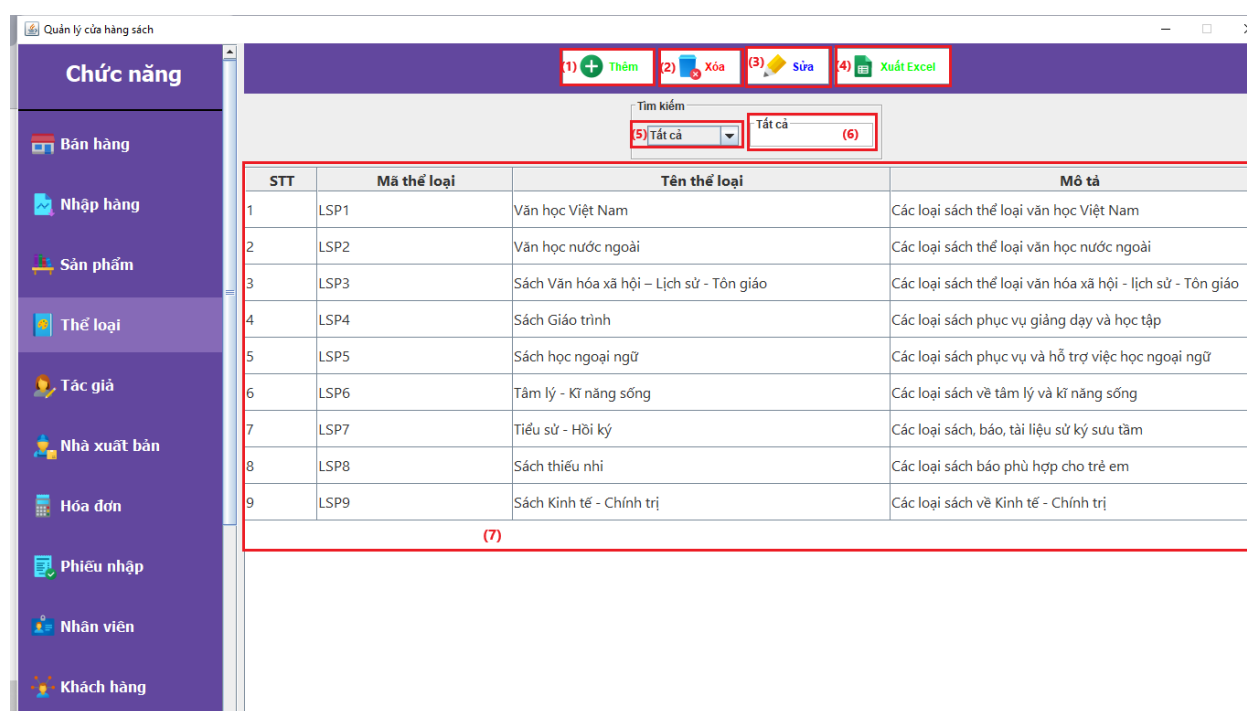 Quản lý cửa hàng sách
Chức năng
Bán hàng
Nhập hàng
Sản phẩm
Thể loại
Tác giả
Nhà xuất bản
Hóa đơn
Phiếu nhập
Nhân viên
Khách hàng
(1) Thêm (2) Xóa (3) Sửa (4) Xuất Excel
Tìm kiếm
(5) Tất cả Tất cả (6)
STT Mã thể loại Tên thể loại Mô tả
1 LSP1 Văn học Việt Nam Các loại sách thể loại văn học Việt Nam
2 LSP2 Văn học nước ngoài Các loại sách thể loại văn học nước ngoài
3 LSP3 Sách Văn hóa xã hội – Lịch sử - Tôn giáo Các loại sách thể loại văn hóa xã hội - lịch sử - Tôn giáo
4 LSP4 Sách Giáo trình Các loại sách phục vụ giảng dạy và học tập
5 LSP5 Sách học ngoại ngữ Các loại sách phục vụ và hỗ trợ việc học ngoại ngữ
6 LSP6 Tâm lý - Kĩ năng sống Các loại sách về tâm lý và kĩ năng sống
7 LSP7 Tiểu sử - Hồi ký Các loại sách, báo, tài liệu sử ký sưu tầm
8 LSP8 Sách thiếu nhi Các loại sách báo phù hợp cho trẻ em
9 LSP9 Sách Kinh tế - Chính trị Các loại sách về Kinh tế - Chính trị
(7)